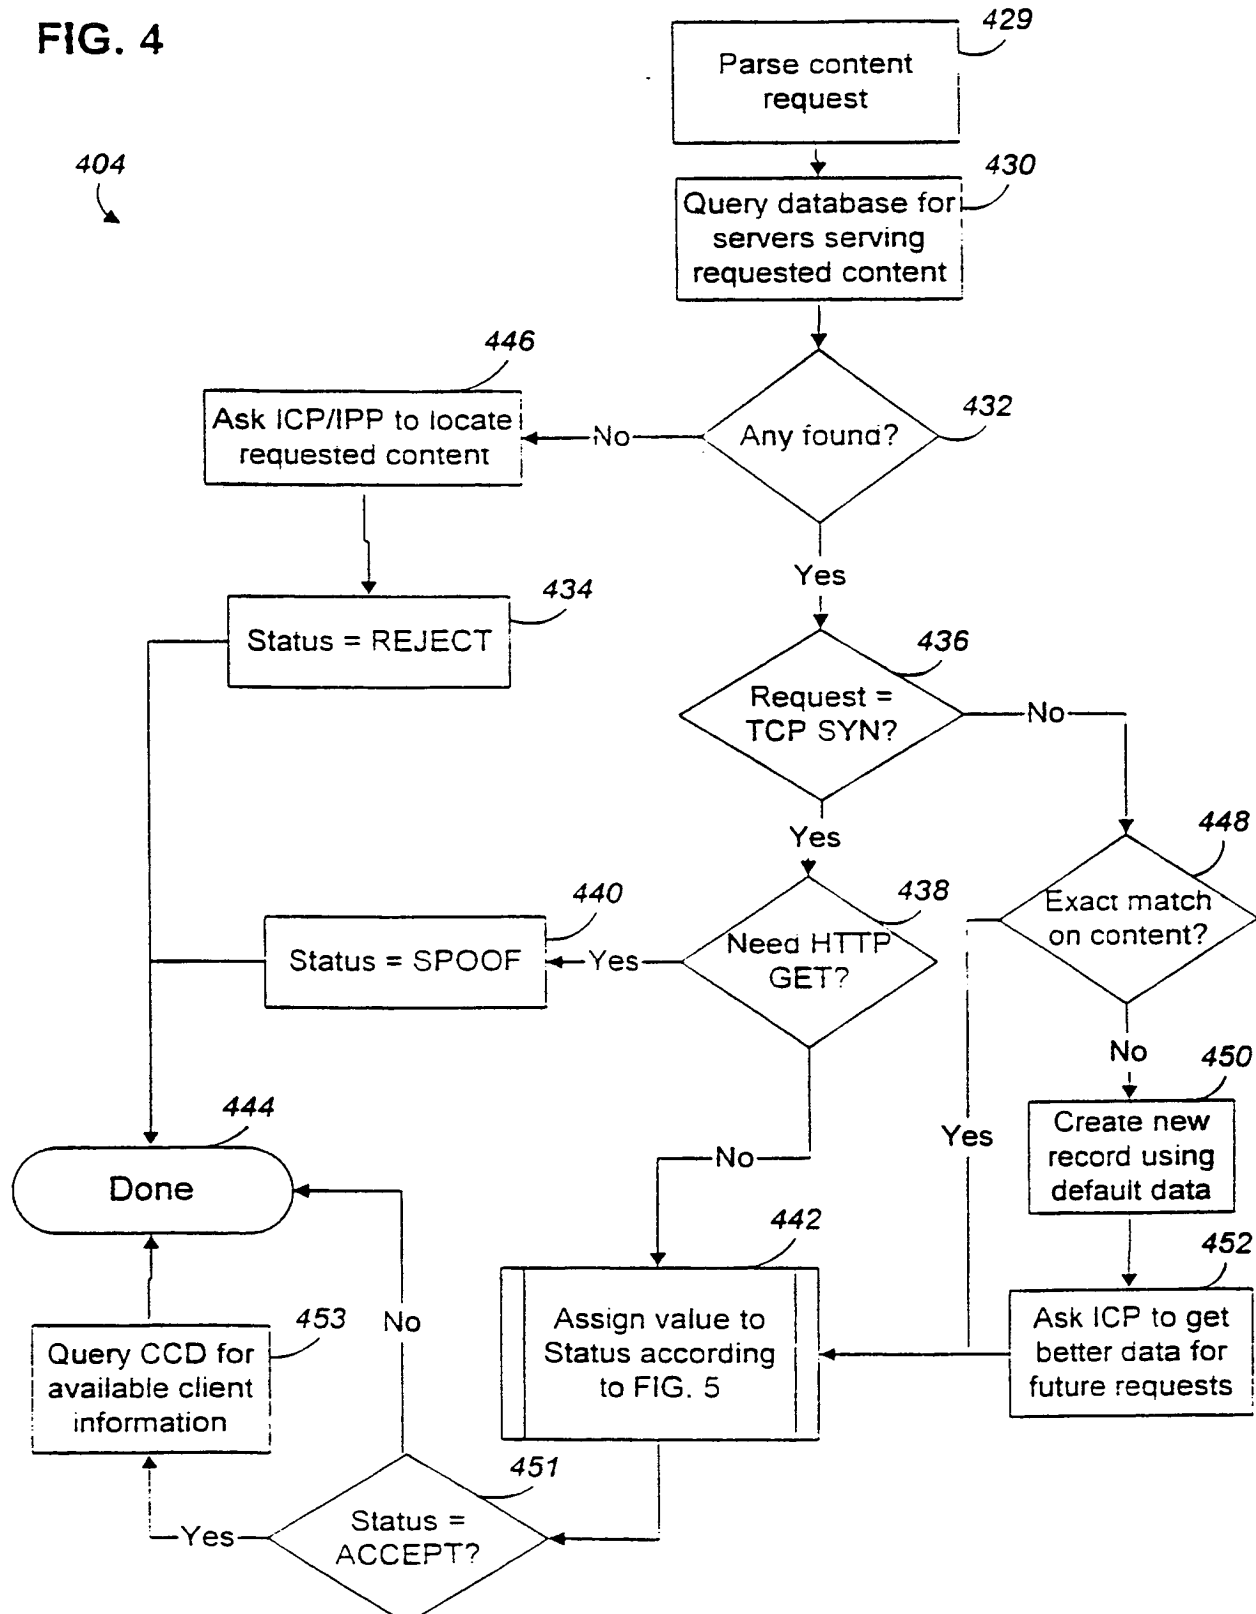 FIG. 4
429
Parse content
request
404
430
Query database for
servers serving
requested content
446
Ask ICP/IPP to locate
requested content
No
Any found?
432
Yes
434
Status = REJECT
436
Request =
TCP SYN?
No
Yes
448
Exact match
on content?
440
Status = SPOOF
Yes
438
Need HTTP
GET?
No
450
Create new
record using
default data
Yes
444
Done
No
442
Assign value to
Status according
to FIG. 5
452
Ask ICP to get
better data for
future requests
453
Query CCD for
available client
information
No
451
Status =
ACCEPT?
Yes